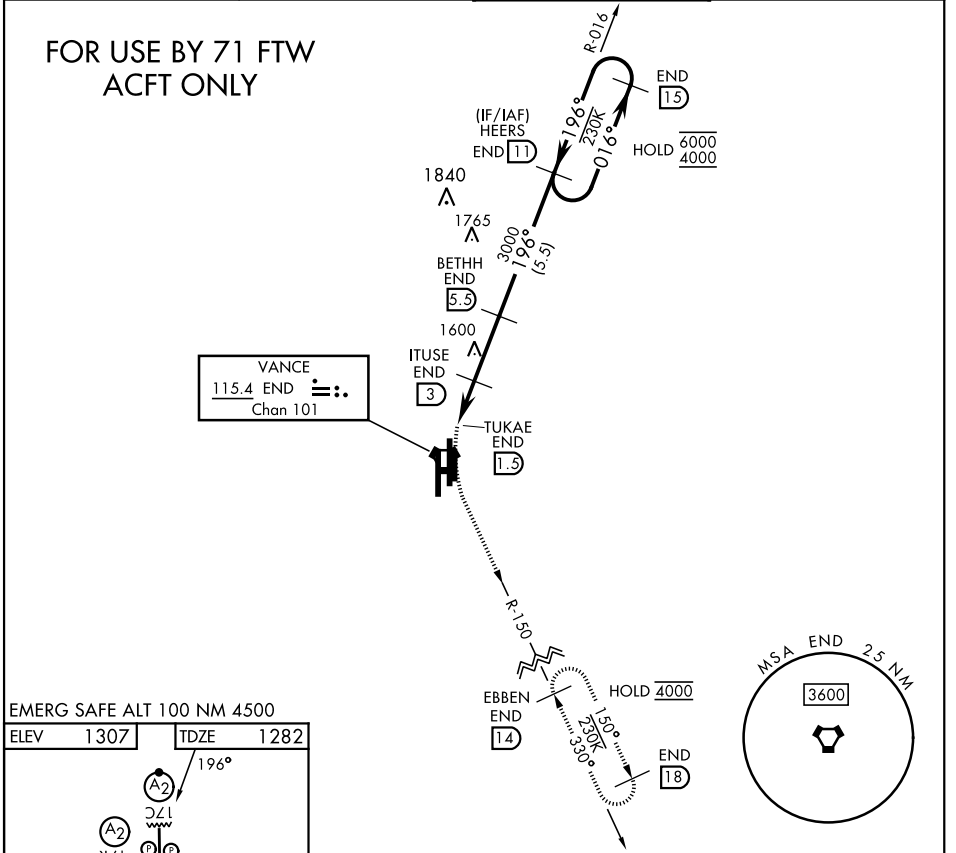 FOR USE BY 71 FTW
ACFT ONLY
R-016
END
15
196°
230K
016°
HOLD 6000
4000
(IF/IAF)
HEERS
END 11
1840
1765
3000
196°
(5.5)
BETHH
END
5.5
1600
ITUSE
END
3
VANCE
115.4 END
Chan 101
TUKAE
END
1.5
R-150
EBBEN
END
14
HOLD 4000
150°
230K
330°
END
18
MSA END 25 NM
3600
EMERG SAFE ALT 100 NM 4500
ELEV 1307
TDZE 1282
196°
A2
17C
A2
P P